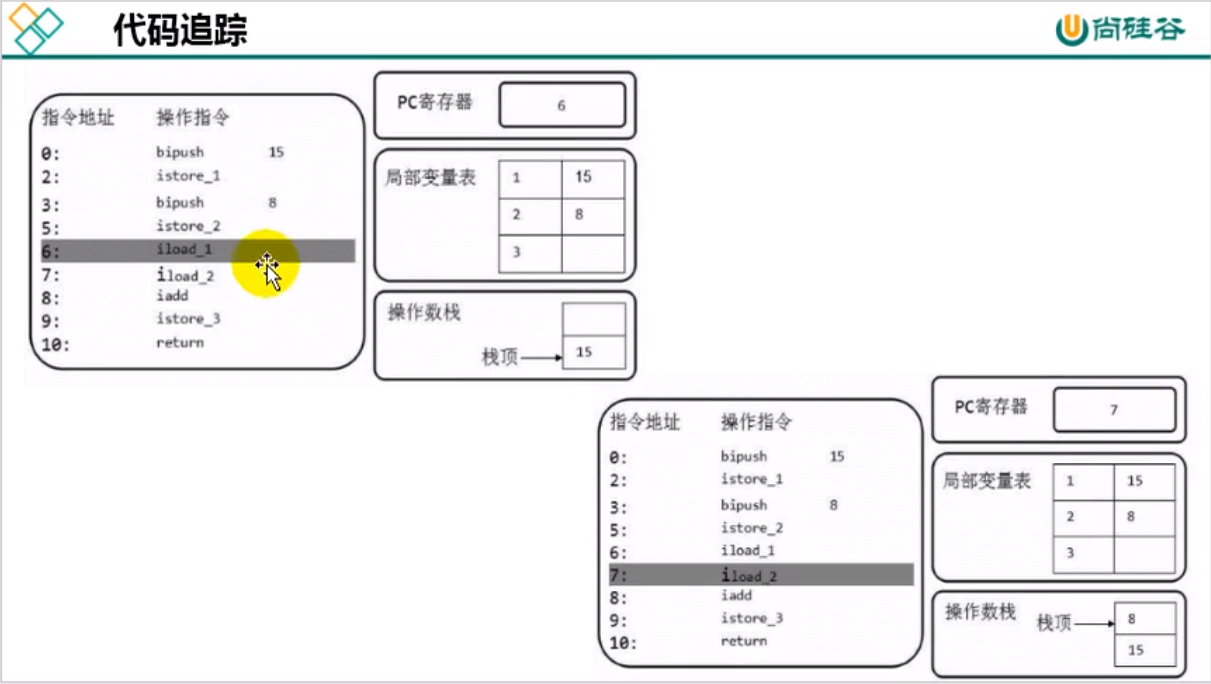 代码追踪
尚硅谷
指令地址 操作指令
0: bipush 15
2: istore_1
3: bipush 8
5: istore_2
6: iload_1
7: iload_2
8: iadd
9: istore_3
10: return
PC寄存器 6
局部变量表 1 15
2 8
3
操作数栈
栈顶 15
指令地址 操作指令
0: bipush 15
2: istore_1
3: bipush 8
5: istore_2
6: iload_1
7: iload_2
8: iadd
9: istore_3
10: return
PC寄存器 7
局部变量表 1 15
2 8
3
操作数栈 栈顶 8
15